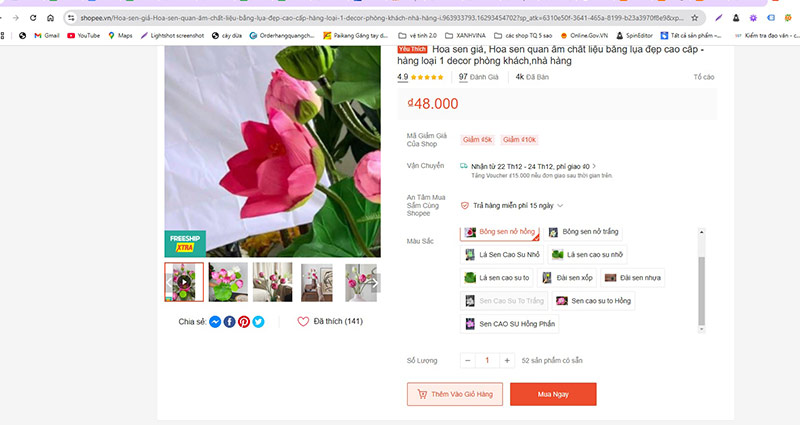 shopee.vn/Hoa-sen-giả-Hoa-sen-quan-âm-chất-liệu-bằng-lụa-đẹp-cao-cấp-hàng-loại-1-decor-phòng-khách-nhà-hàng-i.963933793.16293454702?sp_atk=6310e50f-3641-465a-8199-b23a3970f8e9&xp...
Gmail
YouTube
Maps
Lightshot screenshot
cây dừa
Orderhangquangch...
Paikang Gấng tay d...
vệ tinh 2.0
XANHVINA
các shop TQ 5 sao
Online.Gov.VN
SpinEditor
Tất cả sản phẩm -...
Kiểm tra đạo văn - c...
Yêu Thích Hoa sen giả, Hoa sen quan âm chất liệu bằng lụa đẹp cao cấp -
hàng loại 1 decor phòng khách,nhà hàng
4.9
97 Đánh Giá
4k Đã Bán
Tố cáo
₫48.000
Mã Giảm Giá
Của Shop
Giảm ₫5k
Giảm ₫10k
Vận Chuyển
Nhận từ 22 Th12 - 24 Th12, phí giao ₫0
Tặng Voucher ₫15.000 nếu đơn giao sau thời gian trên.
An Tâm Mua
Sắm Cùng
Shopee
Trả hàng miễn phí 15 ngày
Màu Sắc
Bông sen nở hồng
Bông sen nở trắng
Lá Sen Cao Su Nhỏ
Lá sen cao su nhỡ
Lá sen cao su to
Đài sen xốp
Đài sen nhựa
Sen Cao Su To Trắng
Sen cao su to Hồng
Sen CAO SU Hồng Phấn
Số Lượng
1
52 sản phẩm có sẵn
Thêm Vào Giỏ Hàng
Mua Ngay
FREESHIP
XTRA
Chia sẻ:
Đã thích (141)